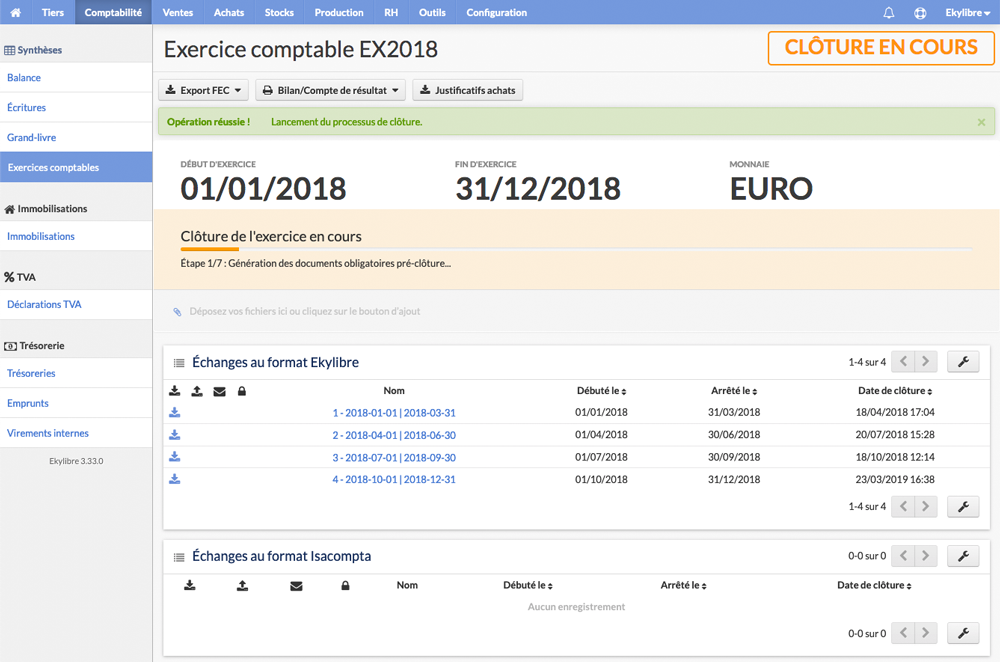 Tiers Comptabilité Ventes Achats Stocks Production RH Outils Configuration Ekylibre
Synthèses
Balance
Écritures
Grand-livre
Exercices comptables
Immobilisations
Immobilisations
TVA
Déclarations TVA
Trésorerie
Trésoreries
Emprunts
Virements internes
Ekylibre 3.33.0
Exercice comptable EX2018
CLÔTURE EN COURS
Export FEC Bilan/Compte de résultat Justificatifs achats
Opération réussie ! Lancement du processus de clôture. ×
DÉBUT D'EXERCICE FIN D'EXERCICE MONNAIE
01/01/2018 31/12/2018 EURO
Clôture de l'exercice en cours
Étape 1/7 : Génération des documents obligatoires pré-clôture...
Déposez vos fichiers ici ou cliquez sur le bouton d'ajout
Échanges au format Ekylibre 1-4 sur 4
Nom Débuté le Arrêté le Date de clôture
1 - 2018-01-01 | 2018-03-31 01/01/2018 31/03/2018 18/04/2018 17:04
2 - 2018-04-01 | 2018-06-30 01/04/2018 30/06/2018 20/07/2018 15:28
3 - 2018-07-01 | 2018-09-30 01/07/2018 30/09/2018 18/10/2018 12:14
4 - 2018-10-01 | 2018-12-31 01/10/2018 31/12/2018 23/03/2019 16:38
1-4 sur 4
Échanges au format Isacompta 0-0 sur 0
Nom Débuté le Arrêté le Date de clôture
Aucun enregistrement
0-0 sur 0